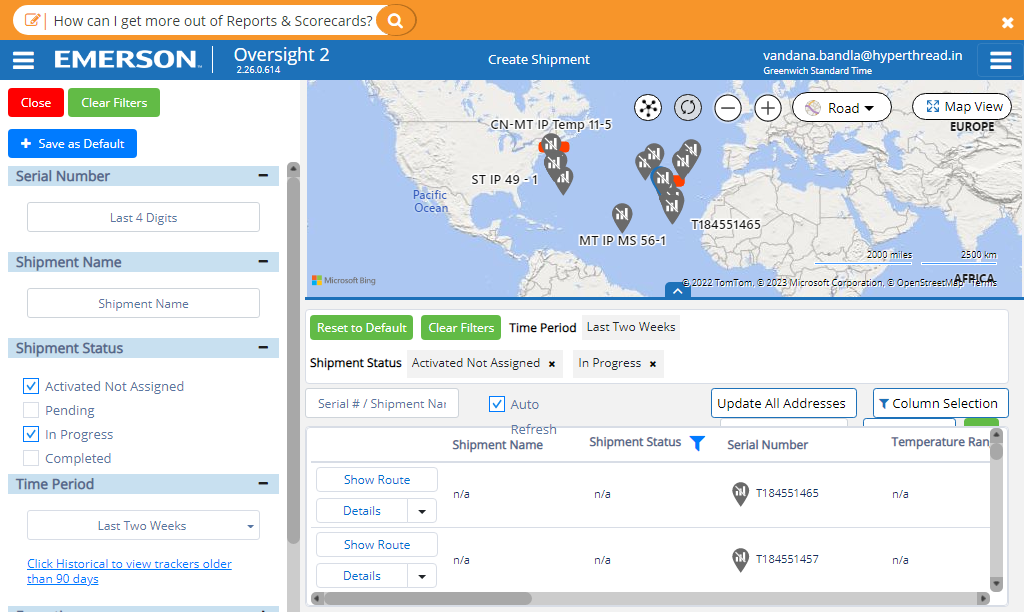 How can I get more out of Reports & Scorecards?
EMERSON
Oversight 2
2.26.0.614
Create Shipment
vandana.bandla@hyperthread.in
Greenwich Standard Time
Close
Clear Filters
Save as Default
Serial Number
Last 4 Digits
Shipment Name
Shipment Name
Shipment Status
Activated Not Assigned
Pending
In Progress
Completed
Time Period
Last Two Weeks
Click Historical to view trackers older
than 90 days
Road
Map View
EUROPE
CN-MT IP Temp 11-5
ST IP 49 - 1
Pacific
Ocean
T184551465
MT IP MS 56-1
2000 miles
2500 km
AFRICA
Microsoft Bing
© 2022 TomTom, © 2023 Microsoft Corporation, © OpenStreetMap Terms
Reset to Default
Clear Filters
Time Period
Last Two Weeks
Shipment Status
Activated Not Assigned ×
In Progress ×
Serial # / Shipment Nar
Auto
Refresh
Update All Addresses
Column Selection
Shipment Name
Shipment Status
Serial Number
Temperature Ran
Show Route
Details
n/a
n/a
T184551465
n/a
Show Route
Details
n/a
n/a
T184551457
n/a